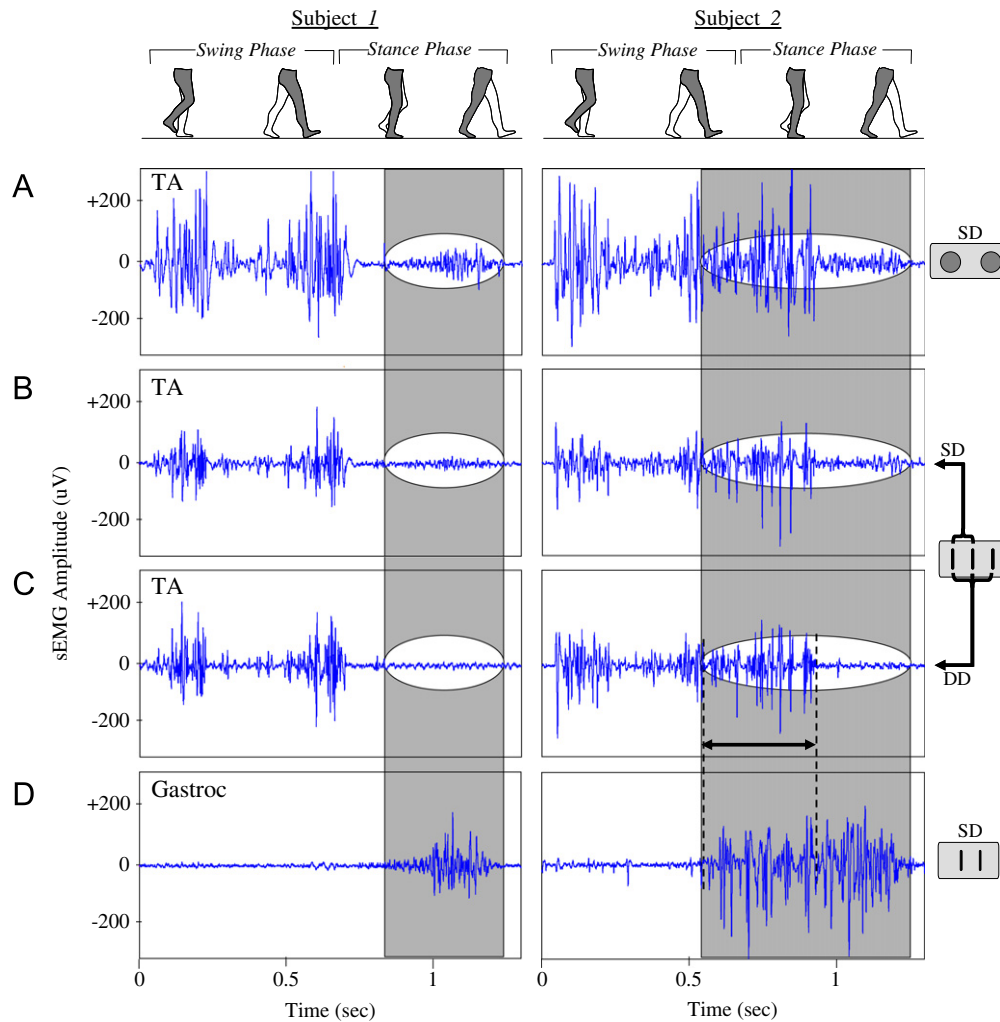 Subject 1 Subject 2
Swing Phase Stance Phase Swing Phase Stance Phase
A
TA
+200
0
-200
SD
B
TA
+200
0
-200
SD
C
TA
+200
0
-200
DD
D
Gastroc
+200
0
-200
SD
sEMG Amplitude (uV)
0 0.5 1 0 0.5 1
Time (sec) Time (sec)